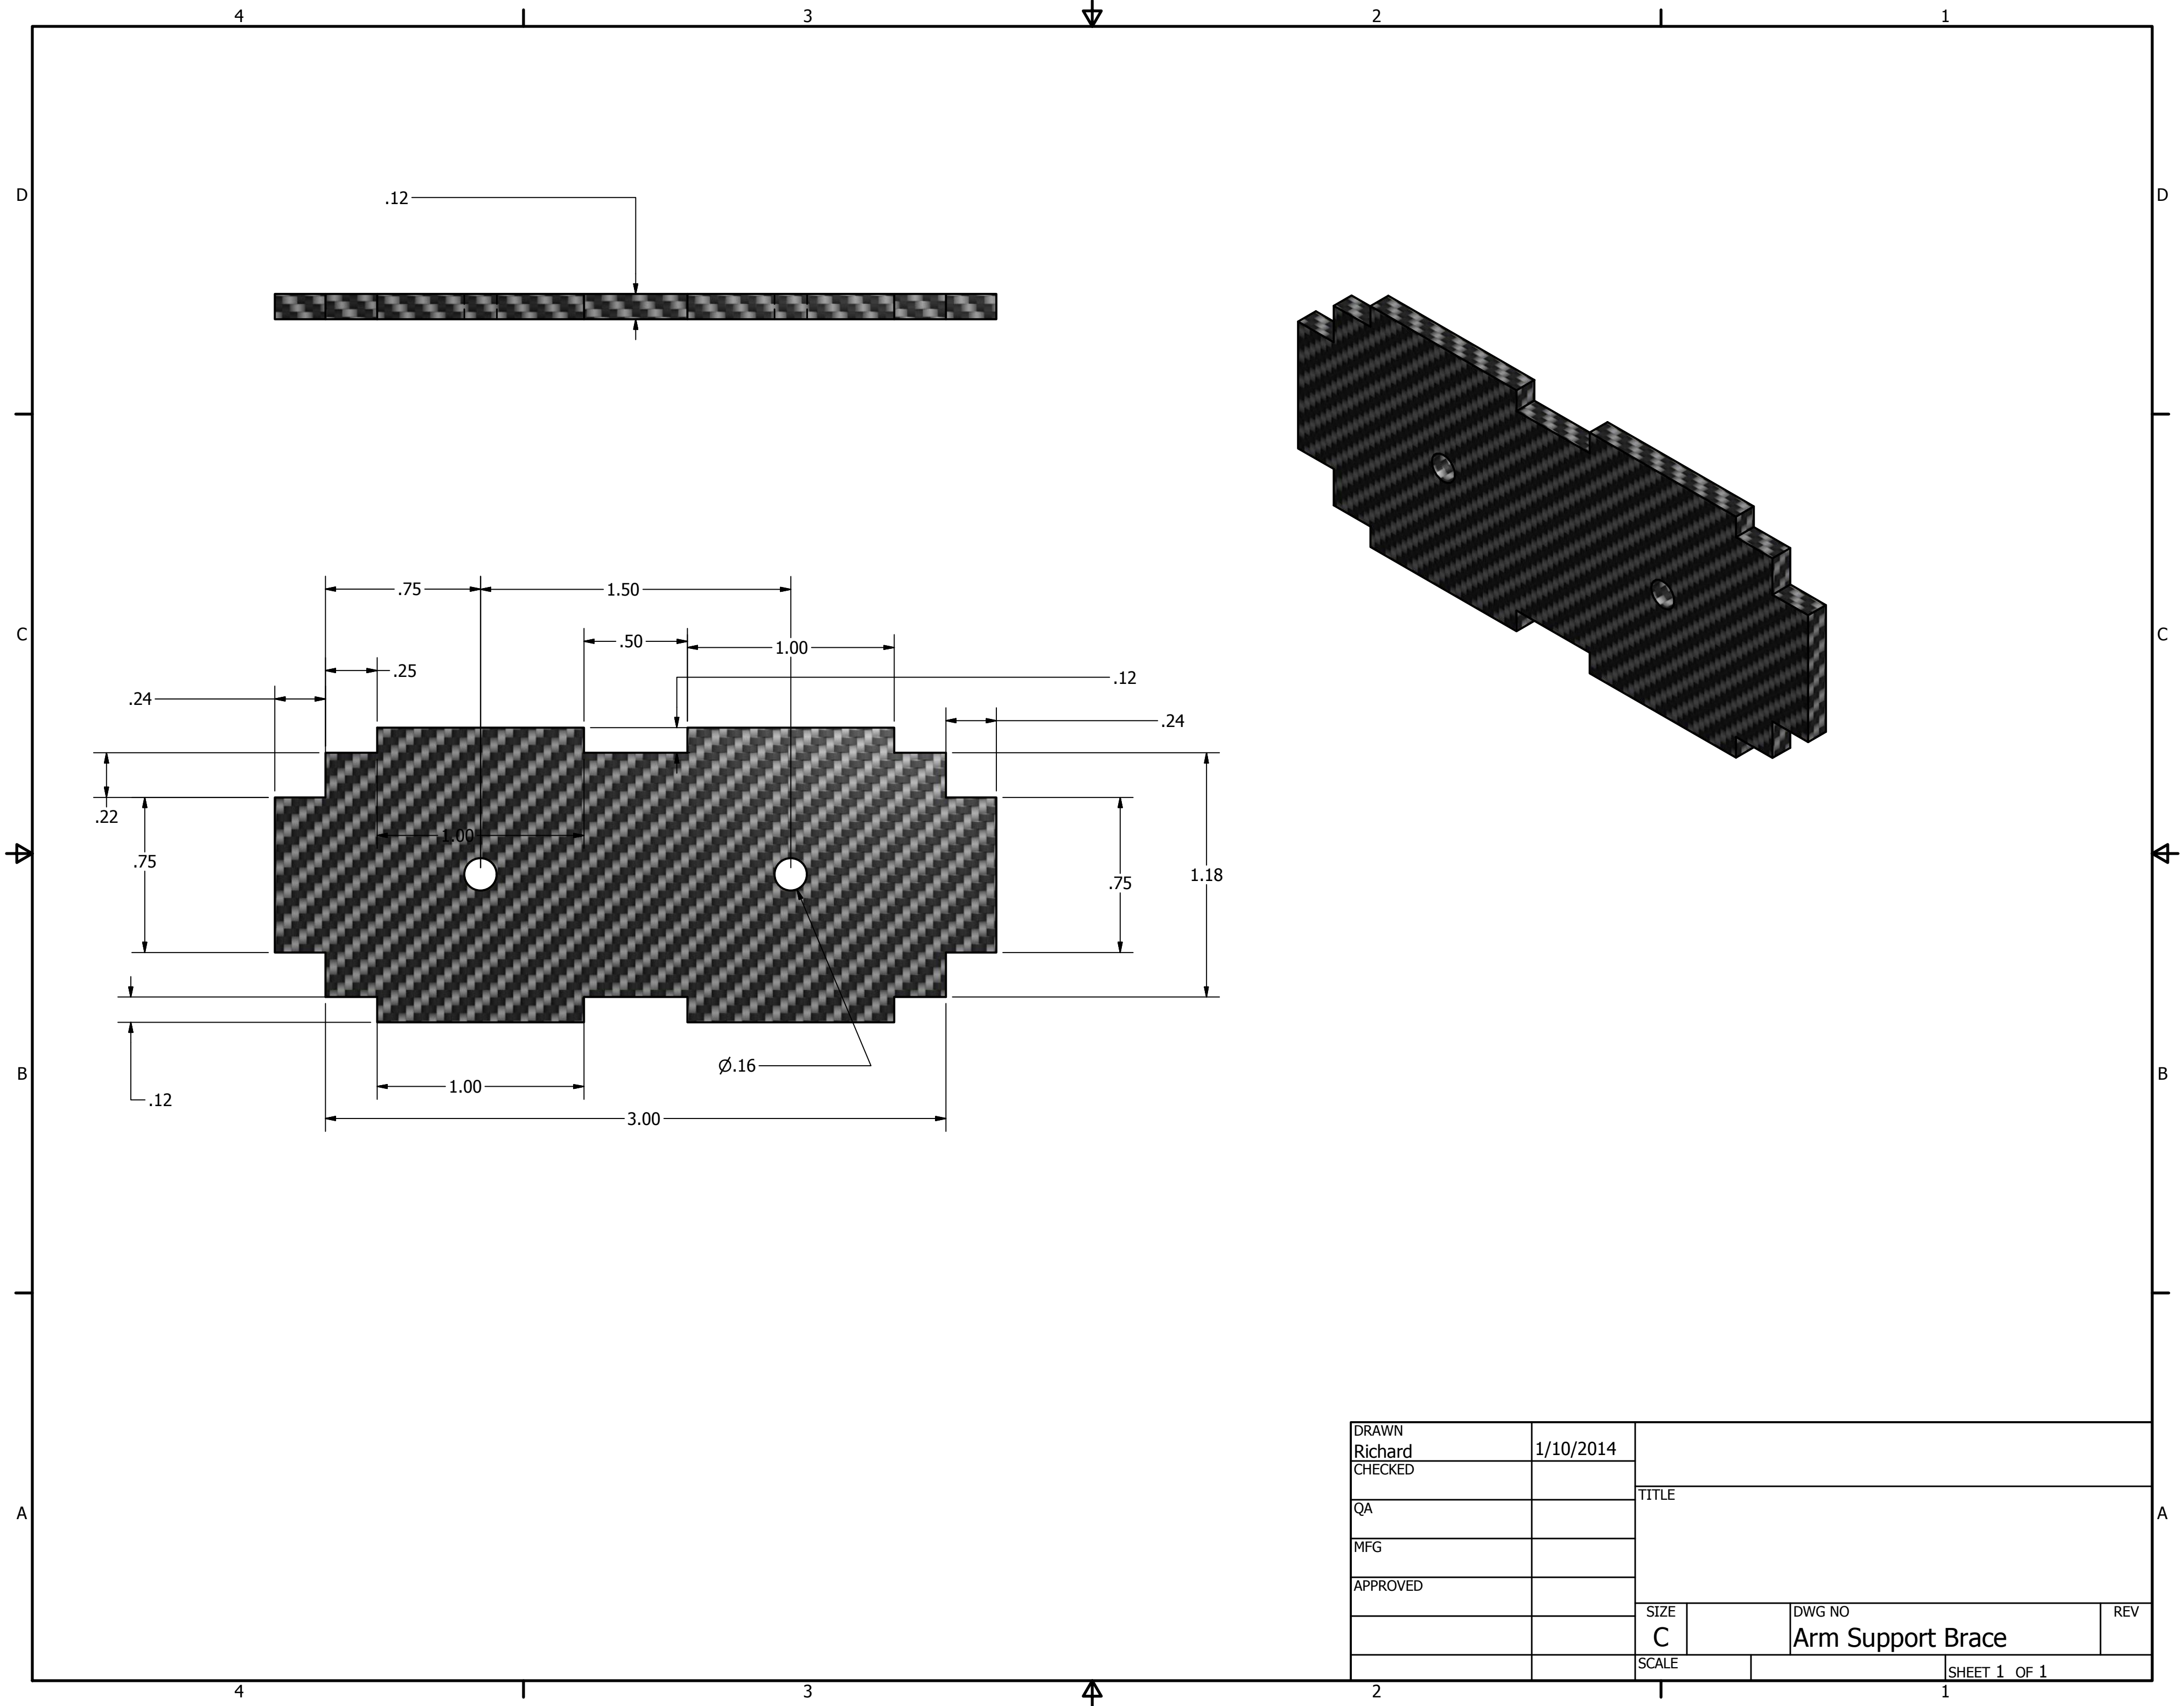 4 3 2 1
D D
.12
.75 1.50
C C
.50 1.00
.25 .12
.24 .24
.22
1.00
.75 .75 1.18
Ø.16
B B
1.00
.12
3.00
DRAWN
Richard 1/10/2014
CHECKED
TITLE
QA
A A
MFG
APPROVED
SIZE DWG NO REV
C Arm Support Brace
SCALE
SHEET 1 OF 1
4 3 2 1